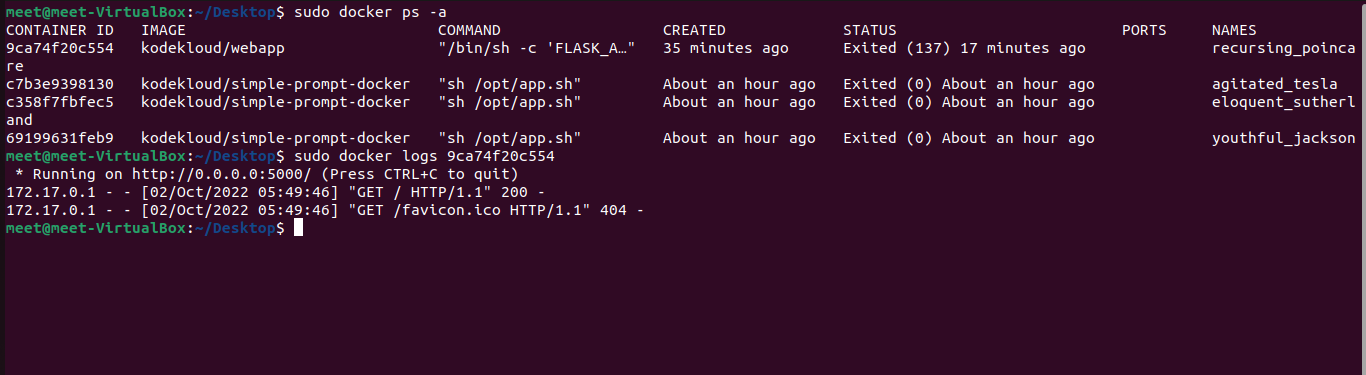 meet@meet-VirtualBox:~/Desktop$ sudo docker ps -a
CONTAINER ID   IMAGE                             COMMAND                  CREATED             STATUS                         PORTS     NAMES
9ca74f20c554   kodekloud/webapp                  "/bin/sh -c 'FLASK_A…"   35 minutes ago      Exited (137) 17 minutes ago              recursing_poinca
re
c7b3e9398130   kodekloud/simple-prompt-docker   "sh /opt/app.sh"         About an hour ago   Exited (0) About an hour ago             agitated_tesla
c358f7fbfec5   kodekloud/simple-prompt-docker   "sh /opt/app.sh"         About an hour ago   Exited (0) About an hour ago             eloquent_sutherl
and
69199631feb9   kodekloud/simple-prompt-docker   "sh /opt/app.sh"         About an hour ago   Exited (0) About an hour ago             youthful_jackson
meet@meet-VirtualBox:~/Desktop$ sudo docker logs 9ca74f20c554
 * Running on http://0.0.0.0:5000/ (Press CTRL+C to quit)
172.17.0.1 - - [02/Oct/2022 05:49:46] "GET / HTTP/1.1" 200 -
172.17.0.1 - - [02/Oct/2022 05:49:46] "GET /favicon.ico HTTP/1.1" 404 -
meet@meet-VirtualBox:~/Desktop$